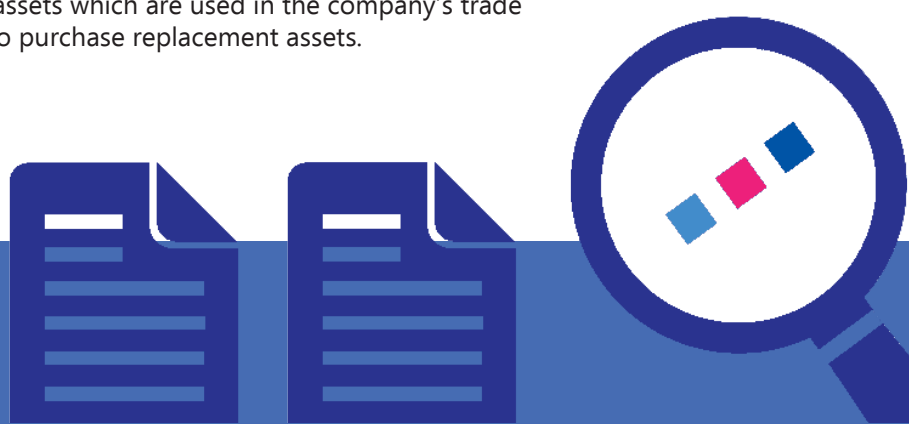 assets which are used in the company's trade
o purchase replacement assets.